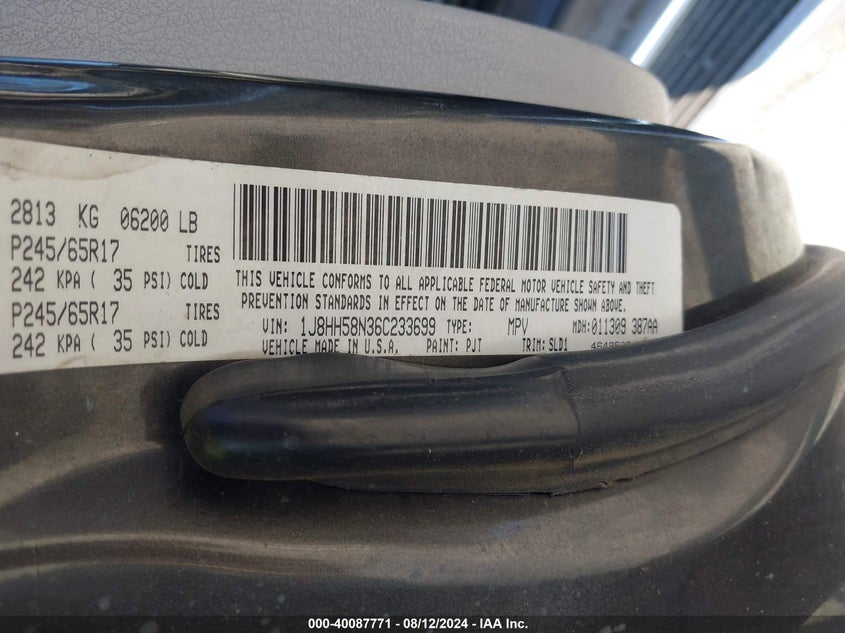 2813 KG 06200 LB
P245/65R17 TIRES
242 KPA ( 35 PSI) COLD
P245/65R17 TIRES
242 KPA ( 35 PSI) COLD
THIS VEHICLE CONFORMS TO ALL APPLICABLE FEDERAL MOTOR VEHICLE SAFETY AND THEFT
PREVENTION STANDARDS IN EFFECT ON THE DATE OF MANUFACTURE SHOWN ABOVE.
VIN: 1J8HH58N36C233699 TYPE: MPV MDH:011309 387AA
VEHICLE MADE IN U.S.A. PAINT: PJT TRIM: SLD1
000-40087771 - 08/12/2024 - IAA Inc.